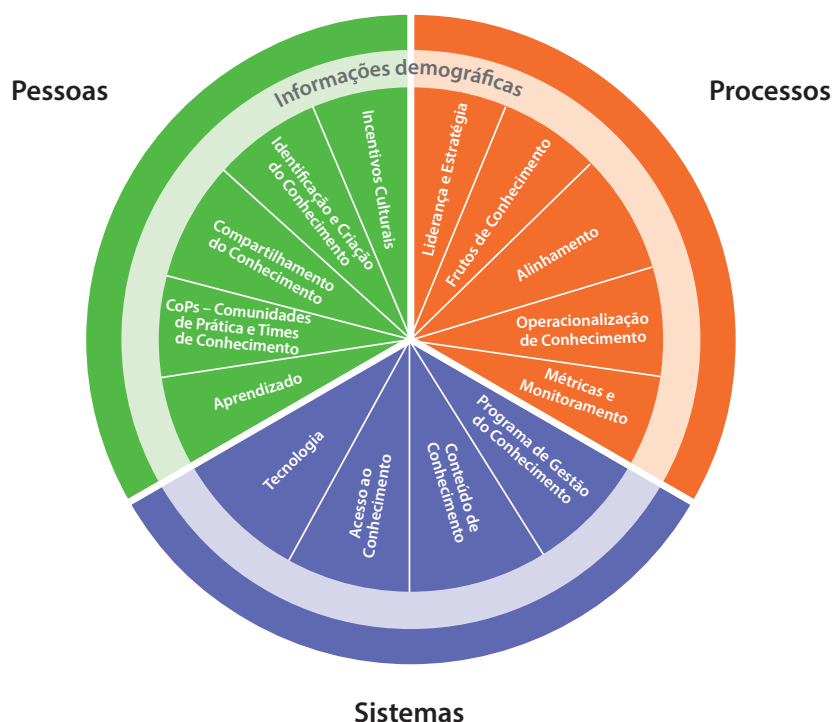 Pessoas
Processos
Informações demográficas
Incentivos Culturais
Identificação e Criação
do Conhecimento
Compartilhamento
do Conhecimento
CoPs – Comunidades
de Prática e Times
de Conhecimento
Aprendizado
Liderança e Estratégia
Frutos de Conhecimento
Alinhamento
Operacionalização
de Conhecimento
Métricas e
Monitoramento
Programa de Gestão
do Conhecimento
Conteúdo de
Conhecimento
Acesso ao
Conhecimento
Tecnologia
Sistemas